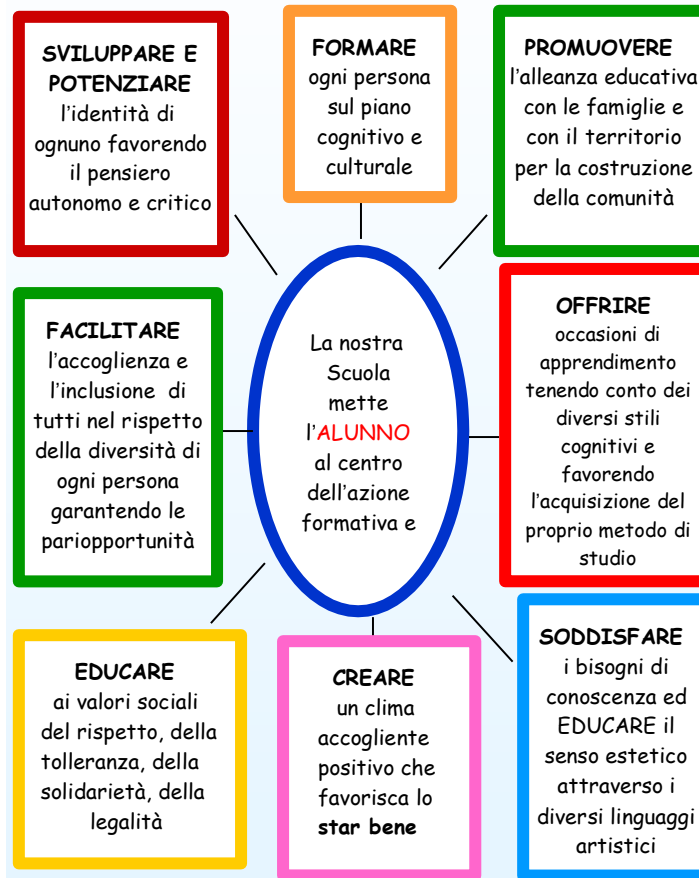 SVILUPPARE E
POTENZIARE
l'identità di
ognuno favorendo
il pensiero
autonomo e critico
FORMARE
ogni persona
sul piano
cognitivo e
culturale
PROMUOVERE
l'alleanza educativa
con le famiglie e
con il territorio
per la costruzione
della comunità
FACILITARE
l'accoglienza e
l'inclusione di
tutti nel rispetto
della diversità di
ogni persona
garantendo le
pariopportunità
La nostra
Scuola
mette
l'ALUNNO
al centro
dell'azione
formativa e
OFFRIRE
occasioni di
apprendimento
tenendo conto dei
diversi stili
cognitivi e
favorendo
l'acquisizione del
proprio metodo di
studio
EDUCARE
ai valori sociali
del rispetto, della
tolleranza, della
solidarietà, della
legalità
CREARE
un clima
accogliente
positivo che
favorisca lo
star bene
SODDISFARE
i bisogni di
conoscenza ed
EDUCARE il
senso estetico
attraverso i
diversi linguaggi
artistici